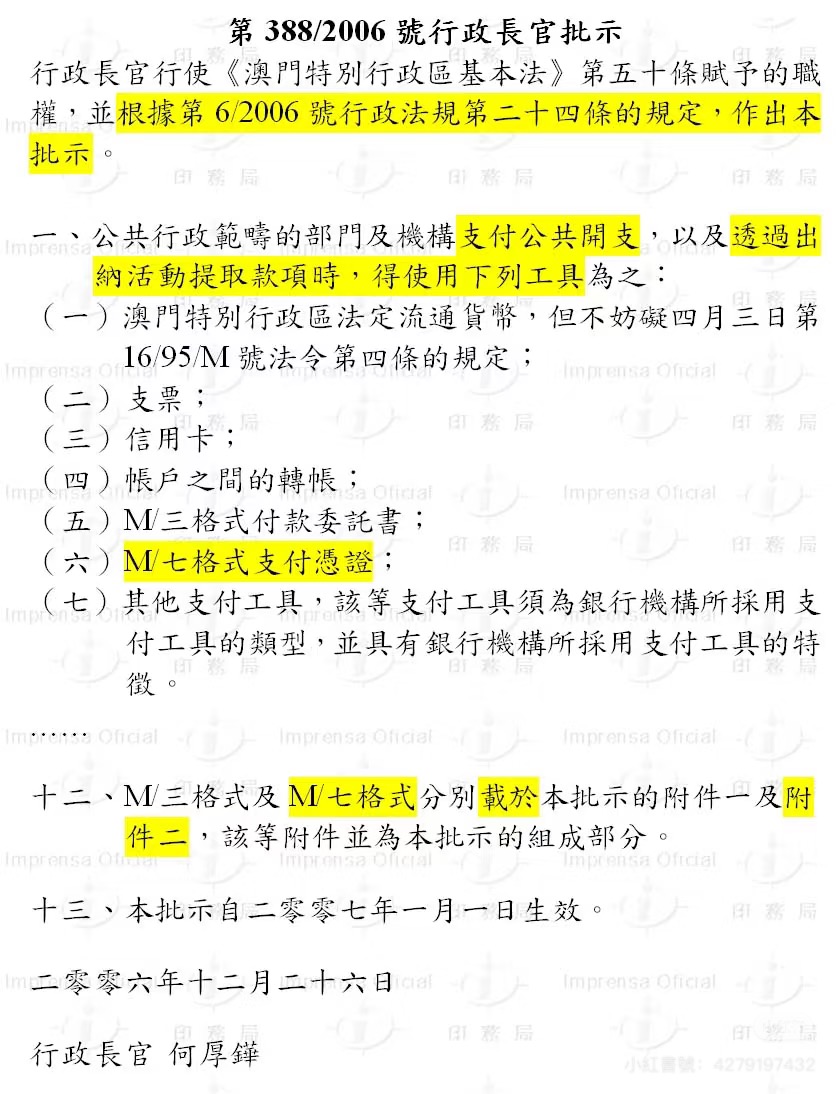 第 388/2006 號行政長官批示
行政長官行使《澳門特別行政區基本法》第五十條賦予的職
權，並根據第 6/2006 號行政法規第二十四條的規定，作出本
批示。
一、公共行政範疇的部門及機構支付公共開支，以及透過出
納活動提取款項時，得使用下列工具為之：
（一）澳門特別行政區法定流通貨幣，但不妨礙四月三日第
16/95/M 號法令第四條的規定；
（二）支票；
（三）信用卡；
（四）帳戶之間的轉帳；
（五）M/三格式付款委託書；
（六）M/七格式支付憑證；
（七）其他支付工具，該等支付工具須為銀行機構所採用支
付工具的類型，並具有銀行機構所採用支付工具的特
徵。
……
十二、M/三格式及 M/七格式分別載於本批示的附件一及附
件二，該等附件並為本批示的組成部分。
十三、本批示自二零零七年一月一日生效。
二零零六年十二月二十六日
行政長官 何厚鏵
Imprensa Oficial
印務局
小紅書號：4279197432